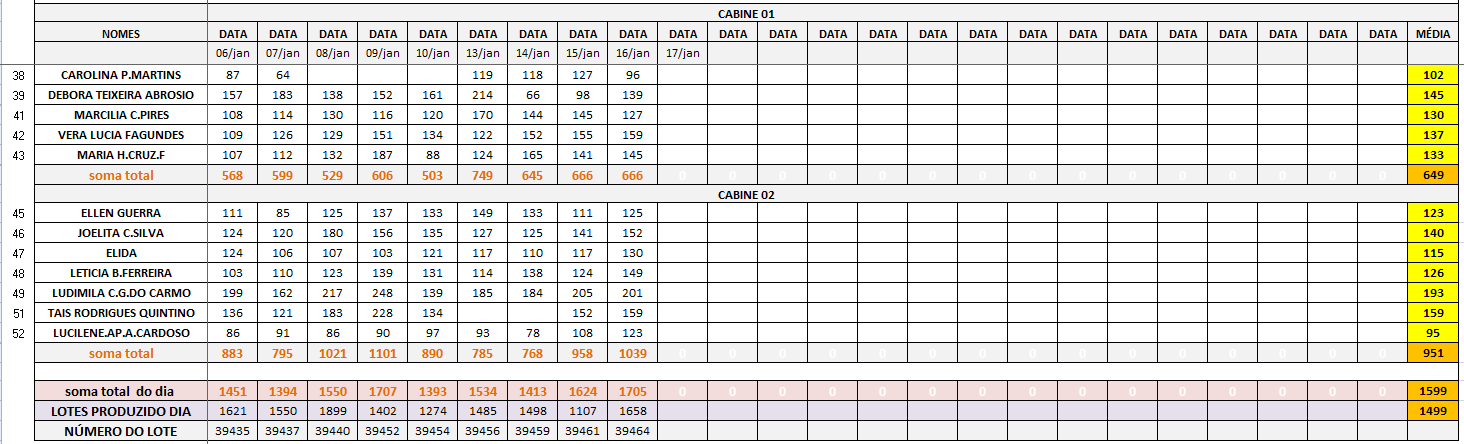 CABINE 01
NOMES DATA DATA DATA DATA DATA DATA DATA DATA DATA DATA DATA DATA DATA DATA DATA DATA DATA DATA DATA DATA DATA DATA DATA DATA MÉDIA
06/jan 07/jan 08/jan 09/jan 10/jan 13/jan 14/jan 15/jan 16/jan 17/jan
38 CAROLINA P.MARTINS 87 64 119 118 127 96 102
39 DEBORA TEIXEIRA ABROSIO 157 183 138 152 161 214 66 98 139 145
41 MARCILIA C.PIRES 108 114 130 116 120 170 144 145 127 130
42 VERA LUCIA FAGUNDES 109 126 129 151 134 122 152 155 159 137
43 MARIA H.CRUZ.F 107 112 132 187 88 124 165 141 145 133
soma total 568 599 529 606 503 749 645 666 666 0 0 0 0 0 0 0 0 0 0 0 0 0 0 0 649
CABINE 02
45 ELLEN GUERRA 111 85 125 137 133 149 133 111 125 123
46 JOELITA C.SILVA 124 120 180 156 135 127 125 141 152 140
47 ELIDA 124 106 107 103 121 117 110 117 130 115
48 LETICIA B.FERREIRA 103 110 123 139 131 114 138 124 149 126
49 LUDIMILA C.G.DO CARMO 199 162 217 248 139 185 184 205 201 193
51 TAIS RODRIGUES QUINTINO 136 121 183 228 134 152 159 159
52 LUCILENE.AP.A.CARDOSO 86 91 86 90 97 93 78 108 123 95
soma total 883 795 1021 1101 890 785 768 958 1039 0 0 0 0 0 0 0 0 0 0 0 0 0 0 0 951
soma total do dia 1451 1394 1550 1707 1393 1534 1413 1624 1705 0 0 0 0 0 0 0 0 0 0 0 0 0 0 0 1599
LOTES PRODUZIDO DIA 1621 1550 1899 1402 1274 1485 1498 1107 1658 1499
NÚMERO DO LOTE 39435 39437 39440 39452 39454 39456 39459 39461 39464